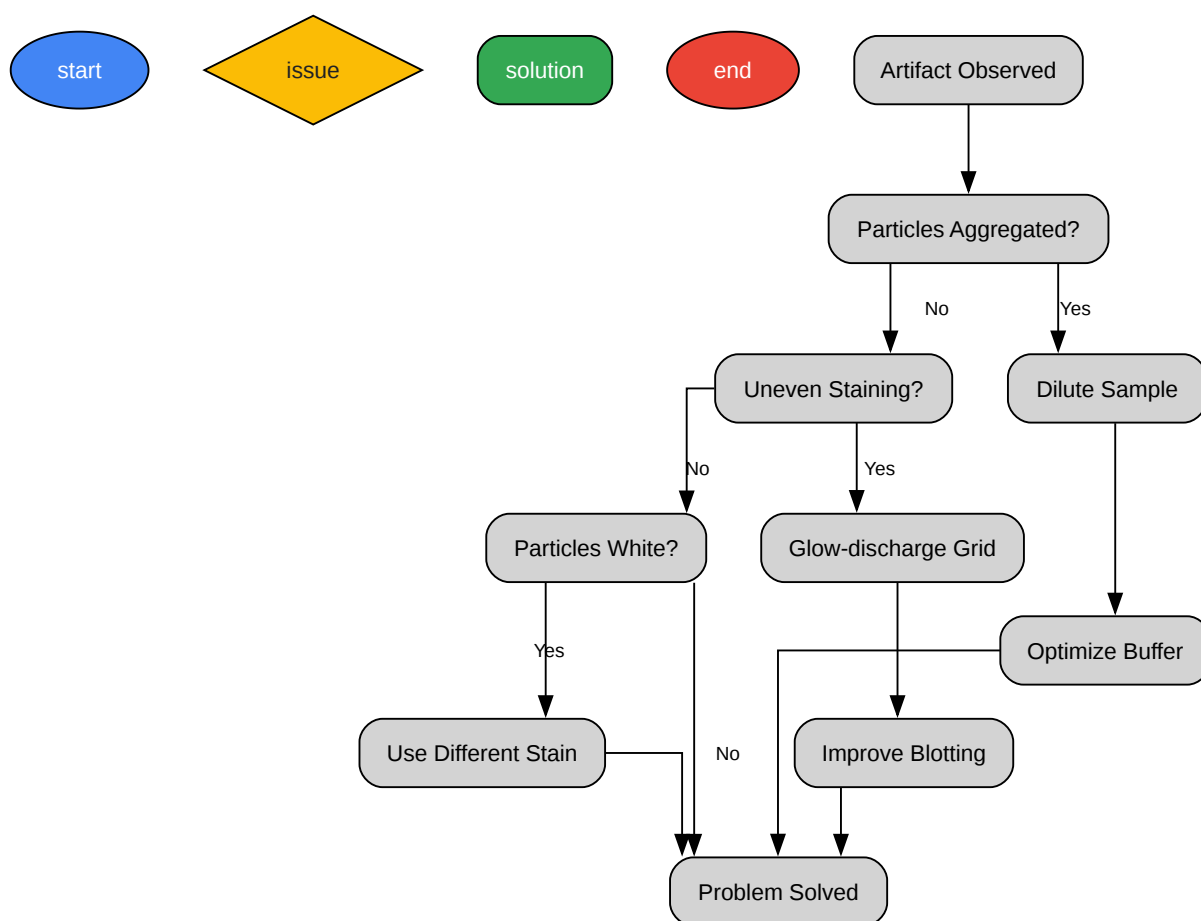 start
issue
solution
end
Artifact Observed
Particles Aggregated?
No
Yes
Uneven Staining?
Dilute Sample
No
Yes
Particles White?
Glow-discharge Grid
Yes
Optimize Buffer
Use Different Stain
No
Improve Blotting
Problem Solved